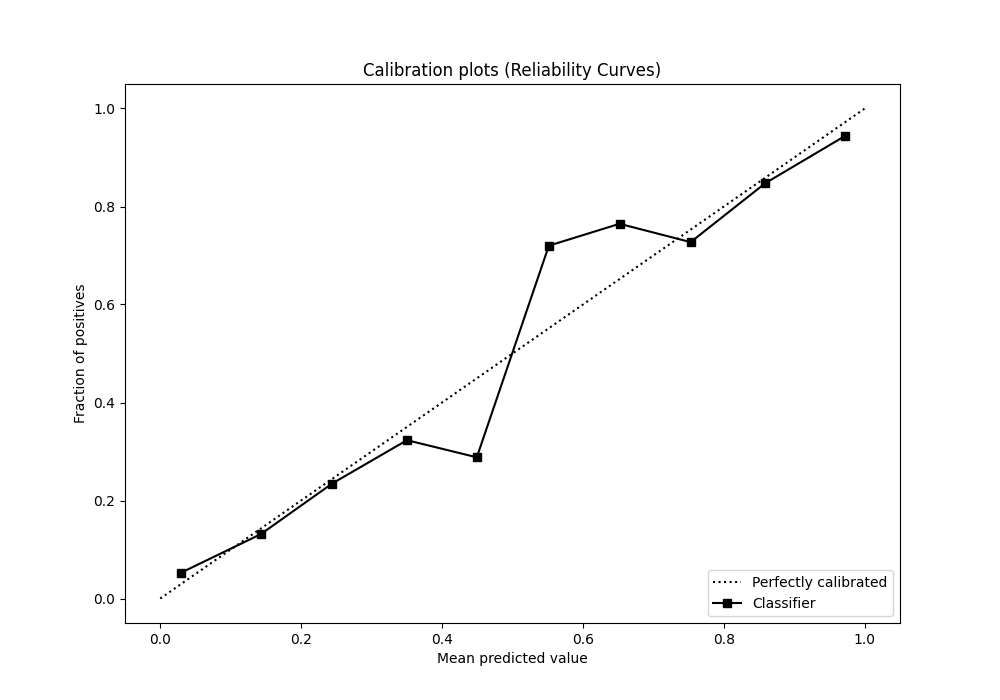 Calibration plots (Reliability Curves)
1.0
0.8
0.6
0.4
0.2
0.0
Fraction of positives
0.0 0.2 0.4 0.6 0.8 1.0
Mean predicted value
Perfectly calibrated
Classifier